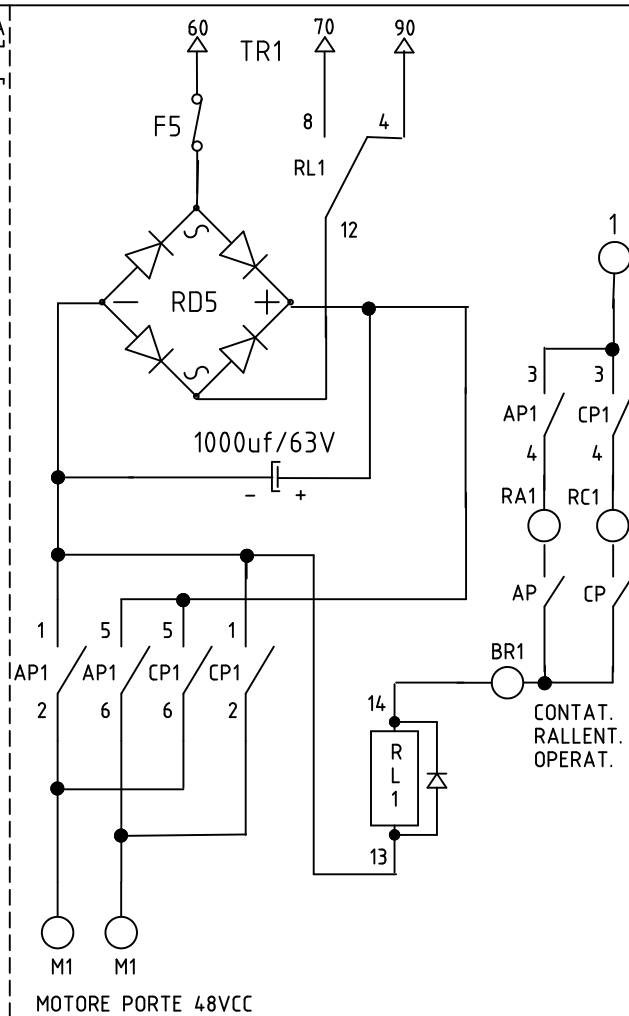 60
70
90
TR1
F5
8
4
RL1
12
1
RD5
1000uf/63V
- +
3
3
AP1
CP1
4
4
RA1
RC1
AP
CP
1
5
5
1
AP1
AP1
CP1
CP1
2
6
6
2
BR1
14
CONTAT.
RALLENT.
OPERAT.
R
L
1
13
M1
M1
MOTORE PORTE 48VCC